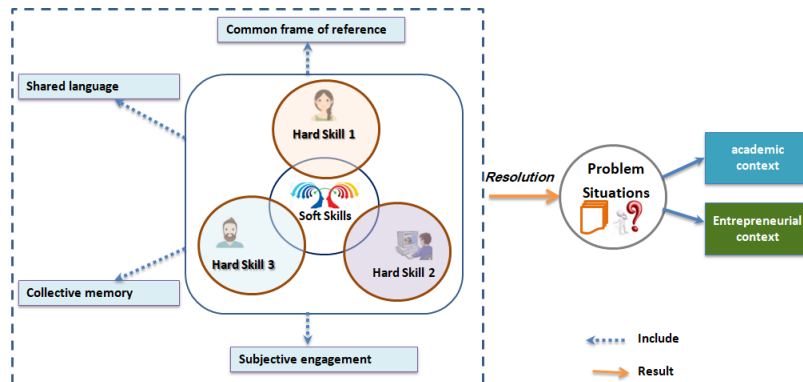 Common frame of reference
Shared language
Hard Skill 1
academic
context
Resolution
Problem
Situations
Soft Skills
Entrepreneurial
context
Hard Skill 3
Hard Skill 2
Collective memory
Subjective engagement
Include
Result